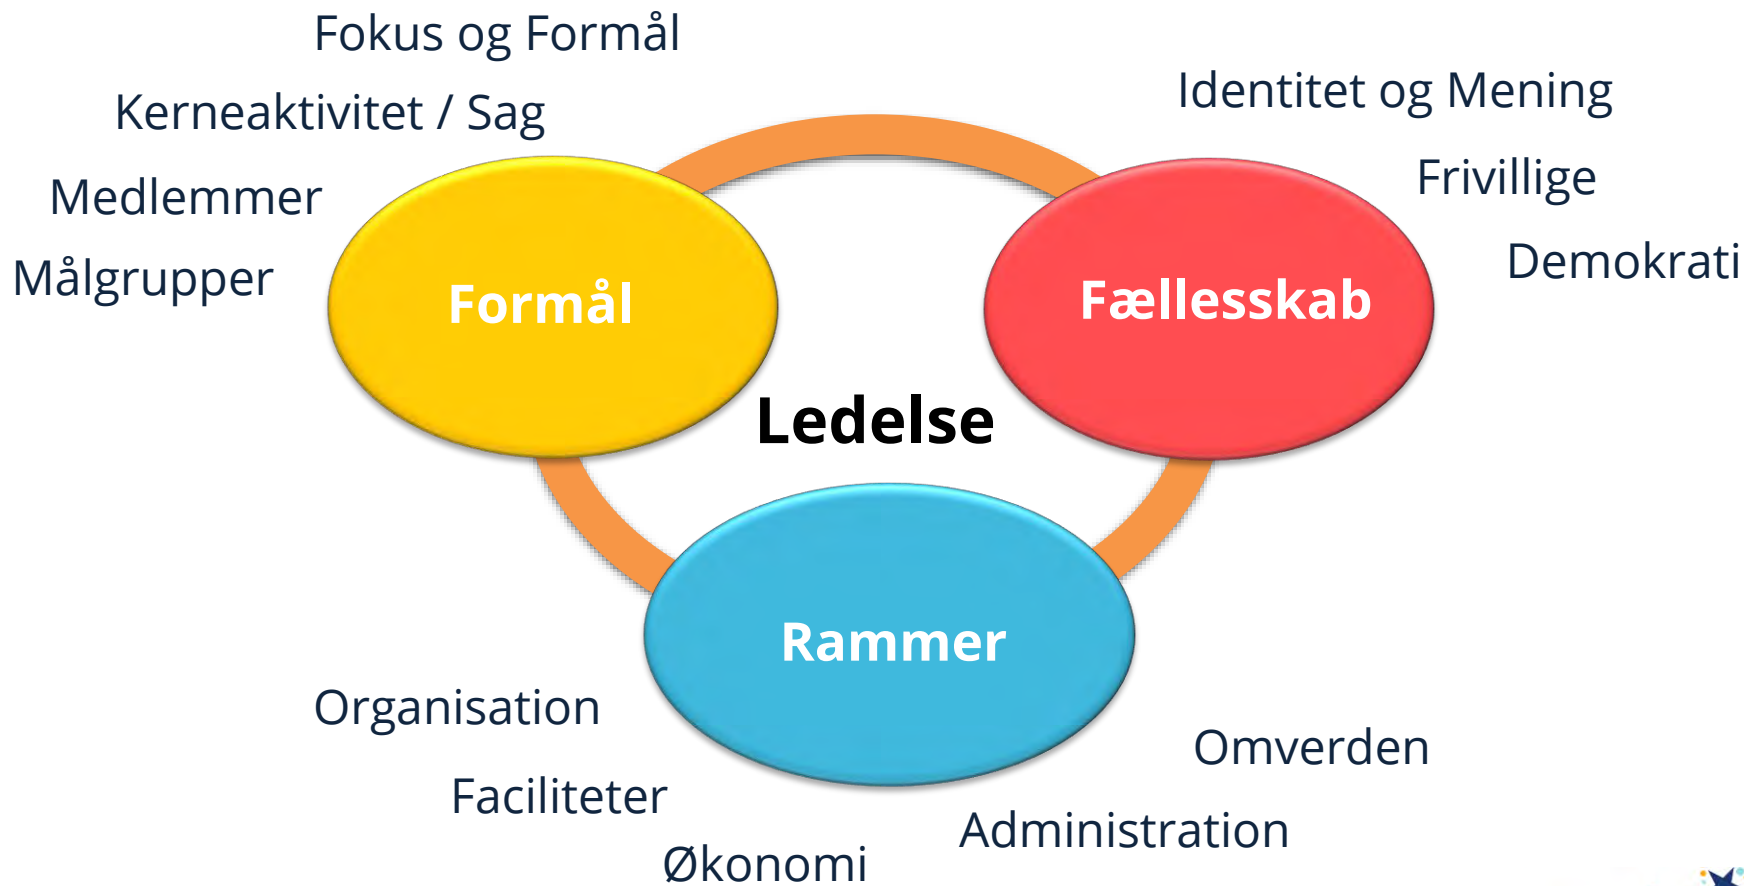 Fokus og Formål
Kerneaktivitet / Sag
Medlemmer
Målgrupper
Formål
Identitet og Mening
Frivillige
Demokrati
Fællesskab
Ledelse
Rammer
Organisation
Faciliteter
Økonomi
Administration
Omverden